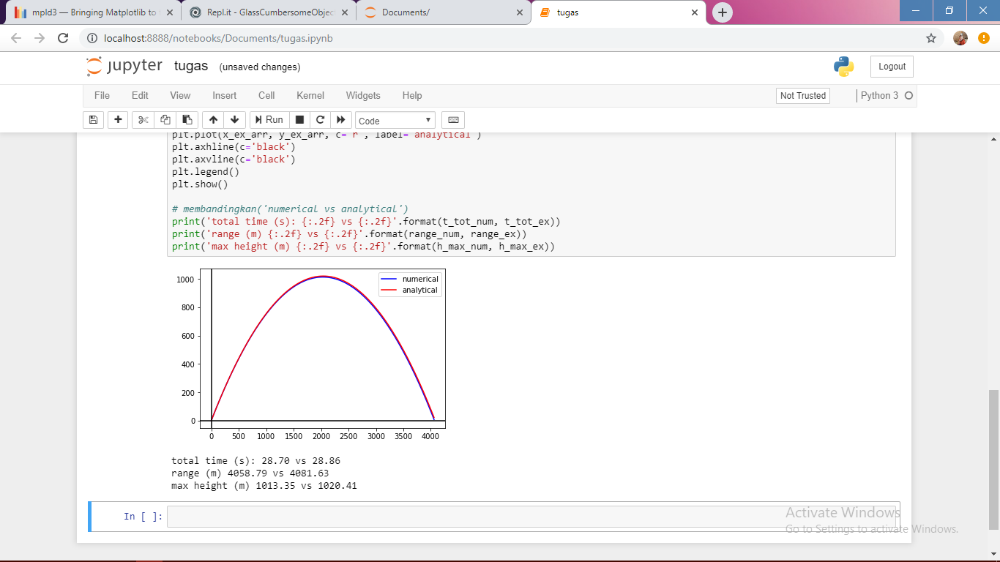 mpld3 — Bringing Matplotlib to
Repl.it - GlassCumbersomeObjec
Documents/
tugas
localhost:8888/notebooks/Documents/tugas.ipynb
jupyter tugas (unsaved changes)
Logout
File Edit View Insert Cell Kernel Widgets Help
Not Trusted
Python 3
Run
Code
plt.plot(x_ex_arr, y_ex_arr, c='r', label='analytical')
plt.axhline(c='black')
plt.axvline(c='black')
plt.legend()
plt.show()
# membandingkan('numerical vs analytical')
print('total time (s): {:.2f} vs {:.2f}'.format(t_tot_num, t_tot_ex))
print('range (m) {:.2f} vs {:.2f}'.format(range_num, range_ex))
print('max height (m) {:.2f} vs {:.2f}'.format(h_max_num, h_max_ex))
numerical
analytical
1000
800
600
400
200
0
0 500 1000 1500 2000 2500 3000 3500 4000
total time (s): 28.70 vs 28.86
range (m) 4058.79 vs 4081.63
max height (m) 1013.35 vs 1020.41
In [ ]:
Activate Windows
Go to Settings to activate Windows.